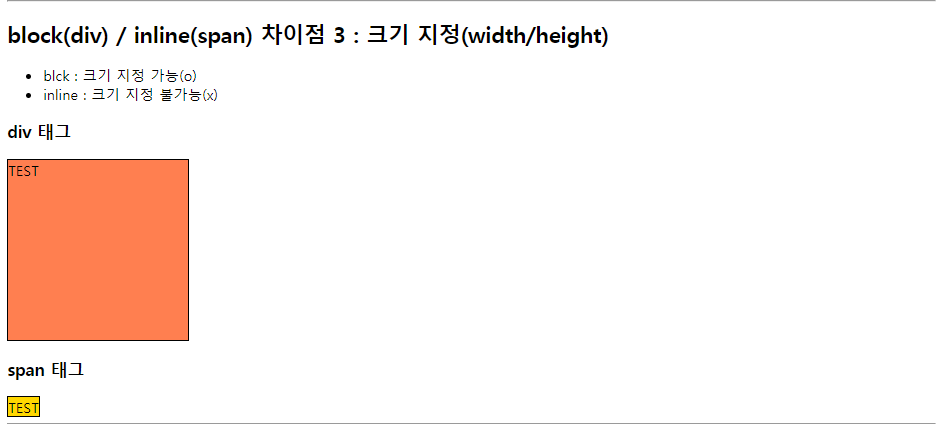 block(div) / inline(span) 차이점 3 : 크기 지정(width/height)
blck : 크기 지정 가능(o)
inline : 크기 지정 불가능(x)
div 태그
TEST
span 태그
TEST